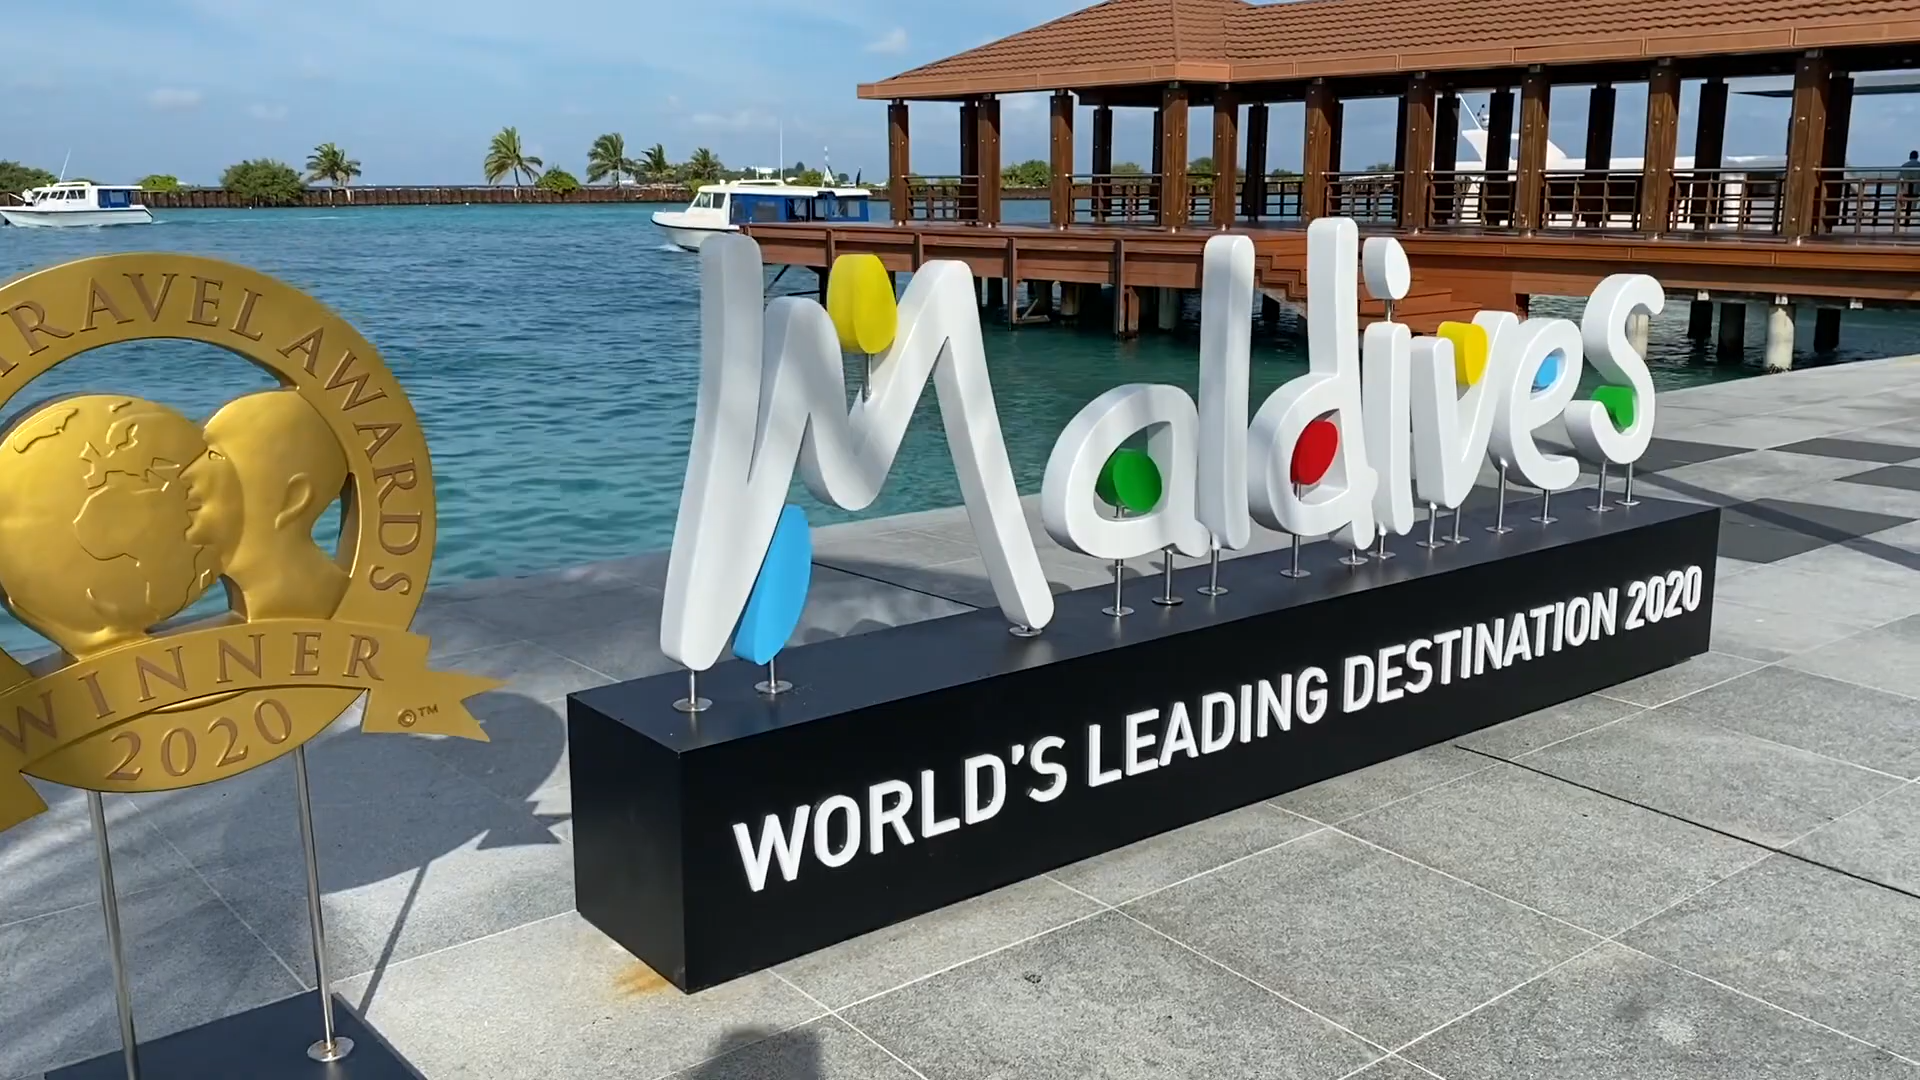 TRAVEL AWARDS
WINNER
2020
©™
Maldives
WORLD'S LEADING DESTINATION 2020